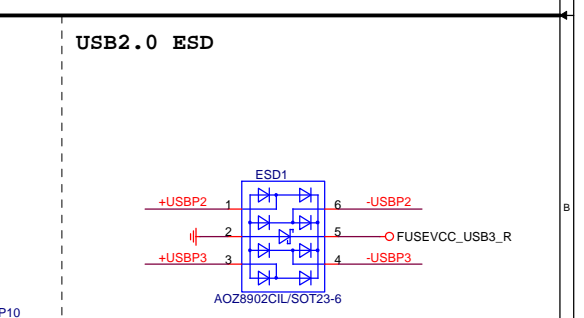 USB2.0 ESD
ESD1
+USBP2 1 6 -USBP2
B
2 5 FUSEVCC_USB3_R
+USBP3 3 4 -USBP3
AOZ8902CIL/SOT23-6
P10